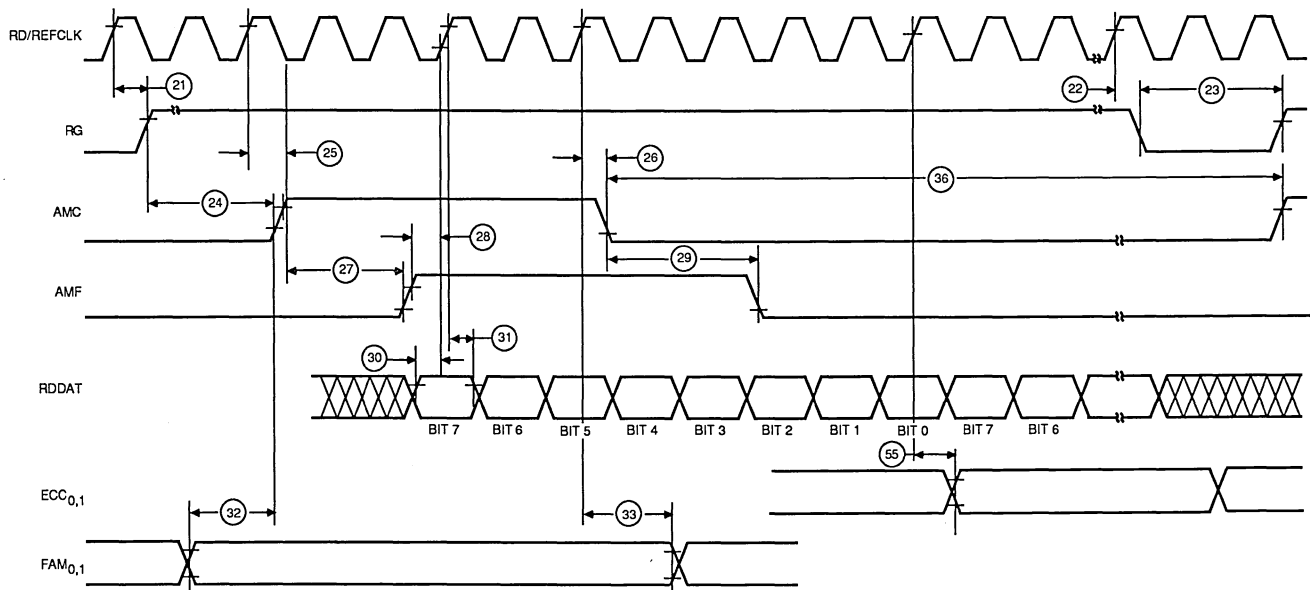 RD/REFCLK
21
22
23
RG
25
26
36
24
AMC
28
29
27
AMF
31
30
RDDAT
BIT 7 BIT 6 BIT 5 BIT 4 BIT 3 BIT 2 BIT 1 BIT 0 BIT 7 BIT 6
55
ECC0,1
32
33
FAM0,1